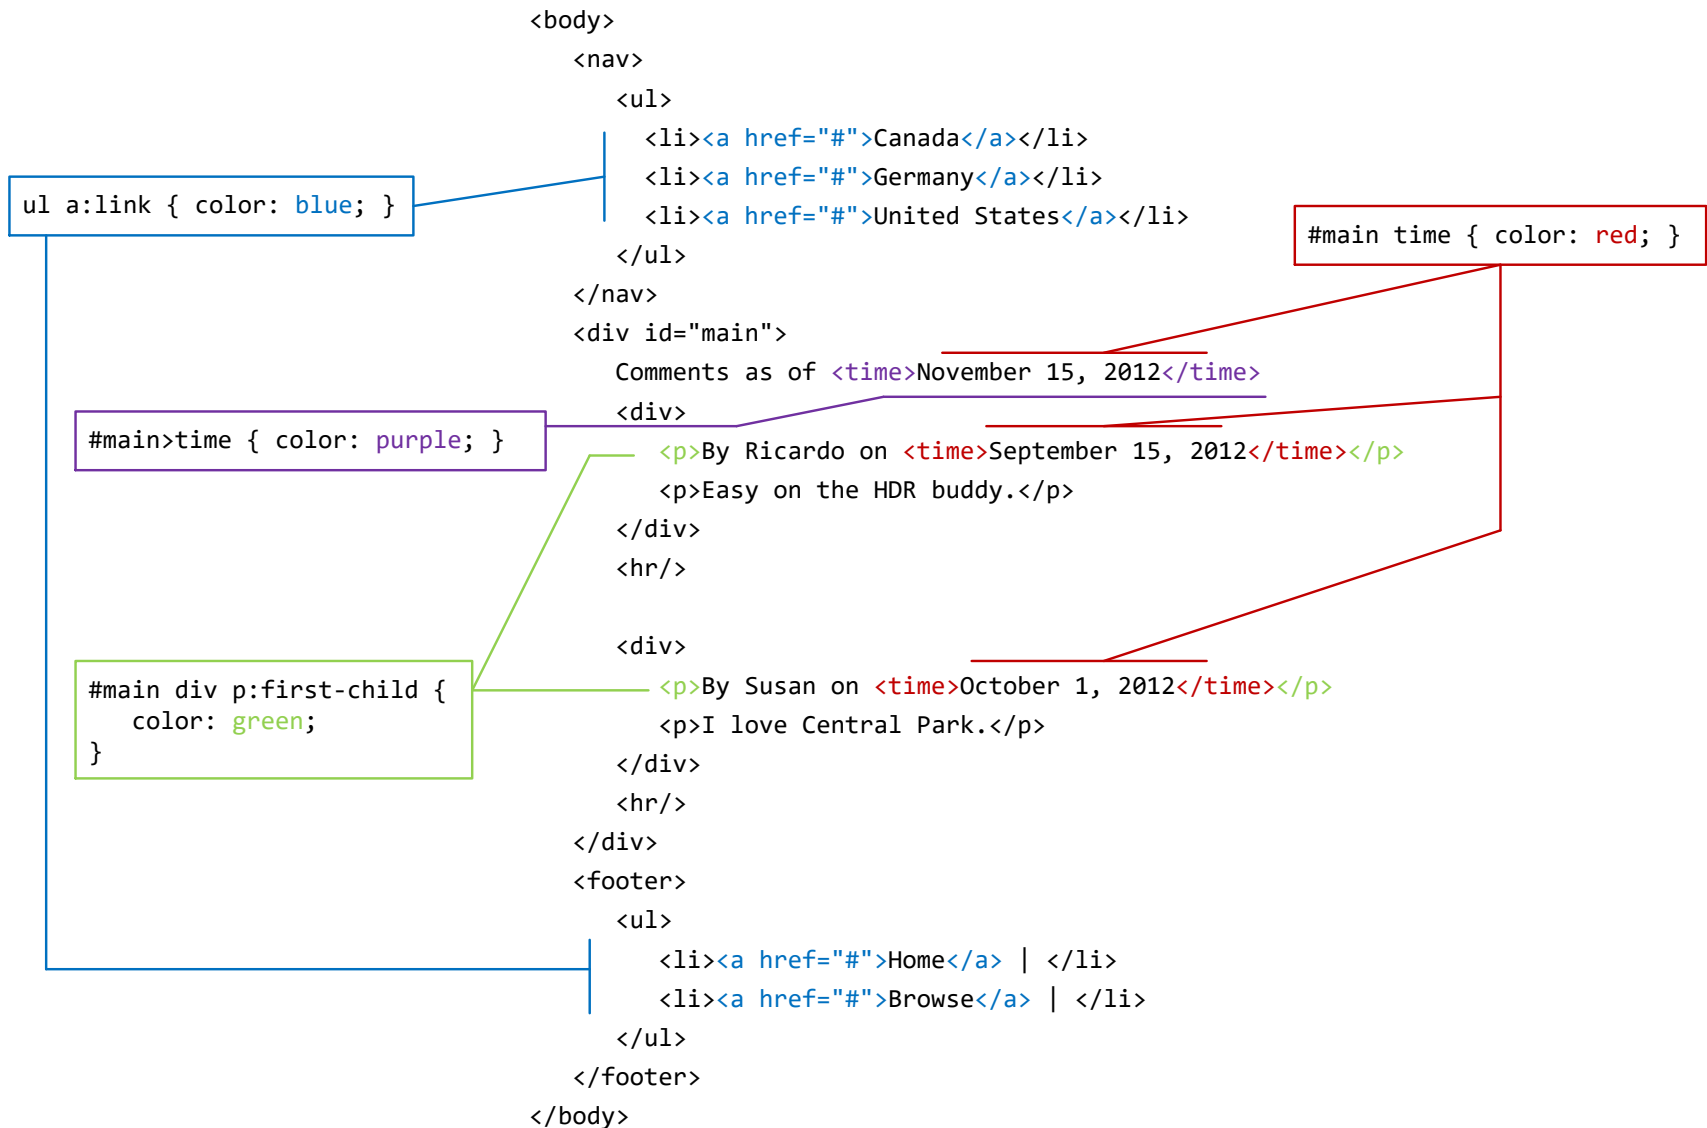 <body>
<nav>
<ul>
<li><a href="#">Canada</a></li>
<li><a href="#">Germany</a></li>
<li><a href="#">United States</a></li>
</ul>
</nav>
<div id="main">
Comments as of <time>November 15, 2012</time>
<div>
<p>By Ricardo on <time>September 15, 2012</time></p>
<p>Easy on the HDR buddy.</p>
</div>
<hr/>
<div>
<p>By Susan on <time>October 1, 2012</time></p>
<p>I love Central Park.</p>
</div>
<hr/>
</div>
<footer>
<ul>
<li><a href="#">Home</a> | </li>
<li><a href="#">Browse</a> | </li>
</ul>
</footer>
</body>
ul a:link { color: blue; }
#main time { color: red; }
#main>time { color: purple; }
#main div p:first-child {
color: green;
}